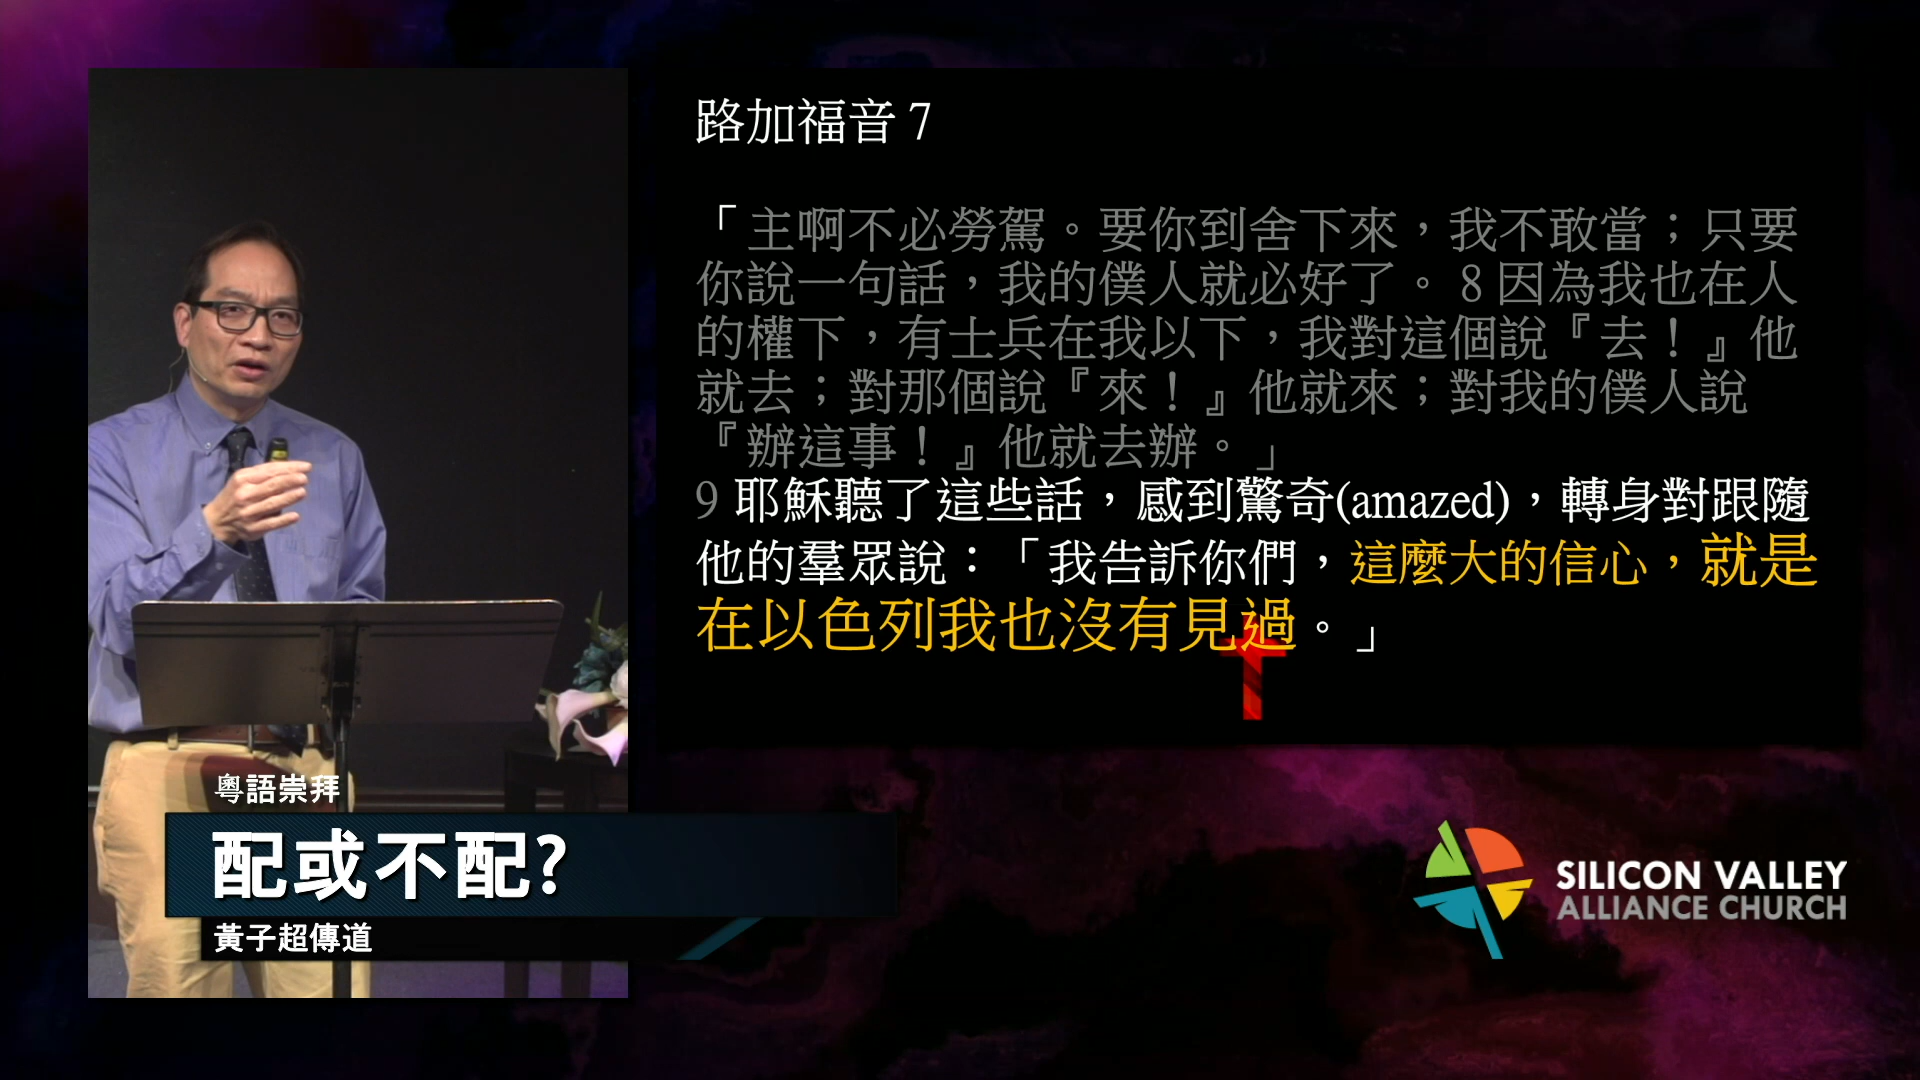 路加福音 7
「主啊不必勞駕。要你到舍下來，我不敢當；只要
你說一句話，我的僕人就必好了。 8 因為我也在人
的權下，有士兵在我以下，我對這個說『去！』他
就去；對那個說『來！』他就來；對我的僕人說
『辦這事！』他就去辦。」
9 耶穌聽了這些話，感到驚奇(amazed)，轉身對跟隨
他的羣眾說：「我告訴你們，這麼大的信心，就是
在以色列我也沒有見過。」
粵語崇拜
配或不配?
黃子超傳道
SILICON VALLEY
ALLIANCE CHURCH